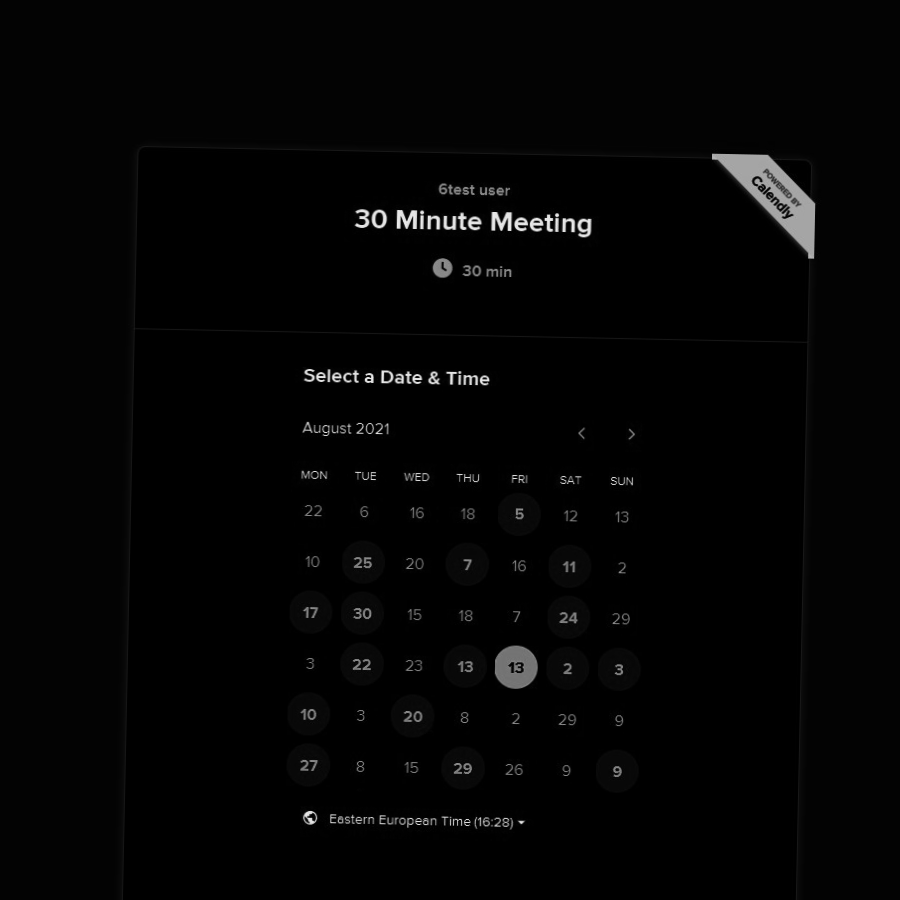 POWERED BY
Calendly
6test user
30 Minute Meeting
30 min
Select a Date & Time
August 2021
MON TUE WED THU FRI SAT SUN
22 6 16 18 5 12 13
10 25 20 7 16 11 2
17 30 15 18 7 24 29
3 22 23 13 13 2 3
10 3 20 8 2 29 9
27 8 15 29 26 9 9
Eastern European Time (16:28)